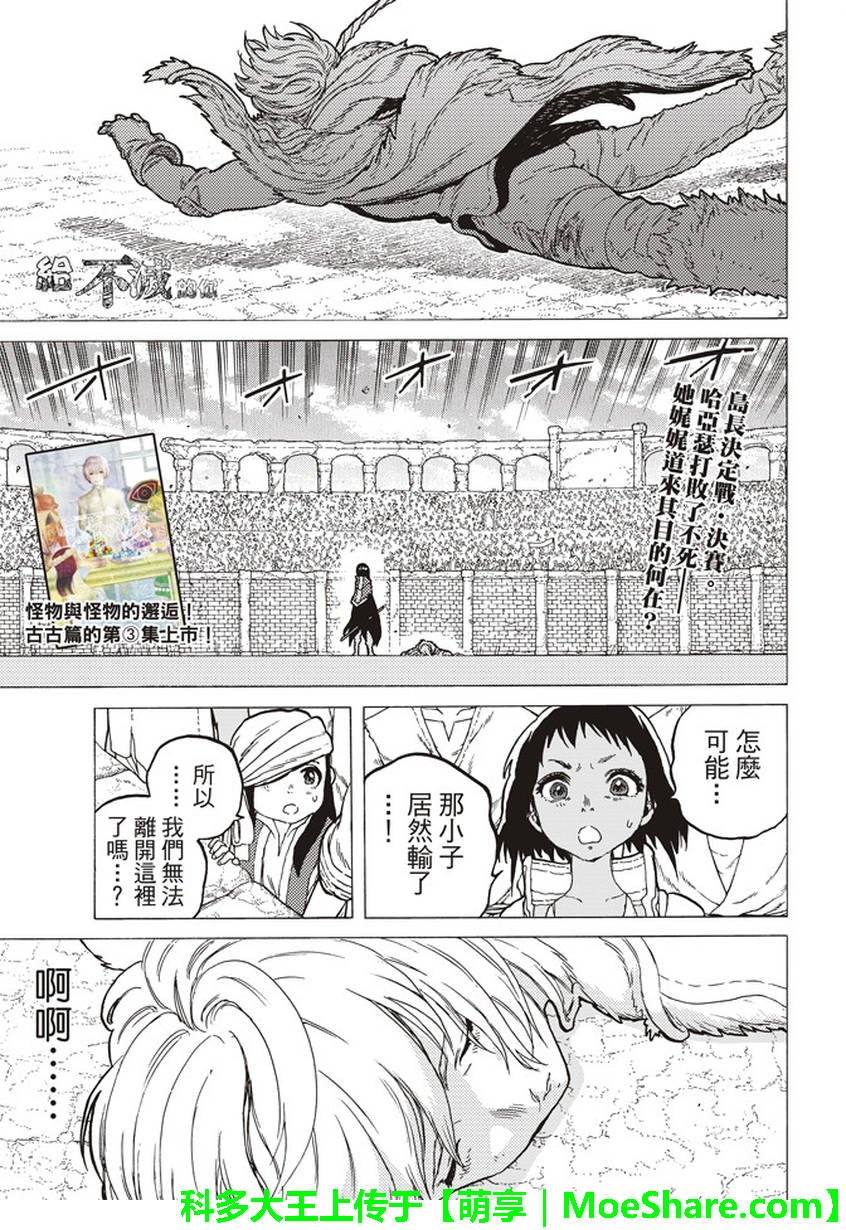 給不滅的你
オオオオオ
島長決定戰・決賽。
哈亞瑟打敗了不死——
她娓娓道來其目的何在？
怪物與怪物的邂逅！
古古篇的第③集上市！
怎麼
可能…
那小子
居然輸了
…！
所以
……
我們無法
離開這裡
了嗎…？
啊啊……
科多大王上传于【萌享｜MoeShare.com】